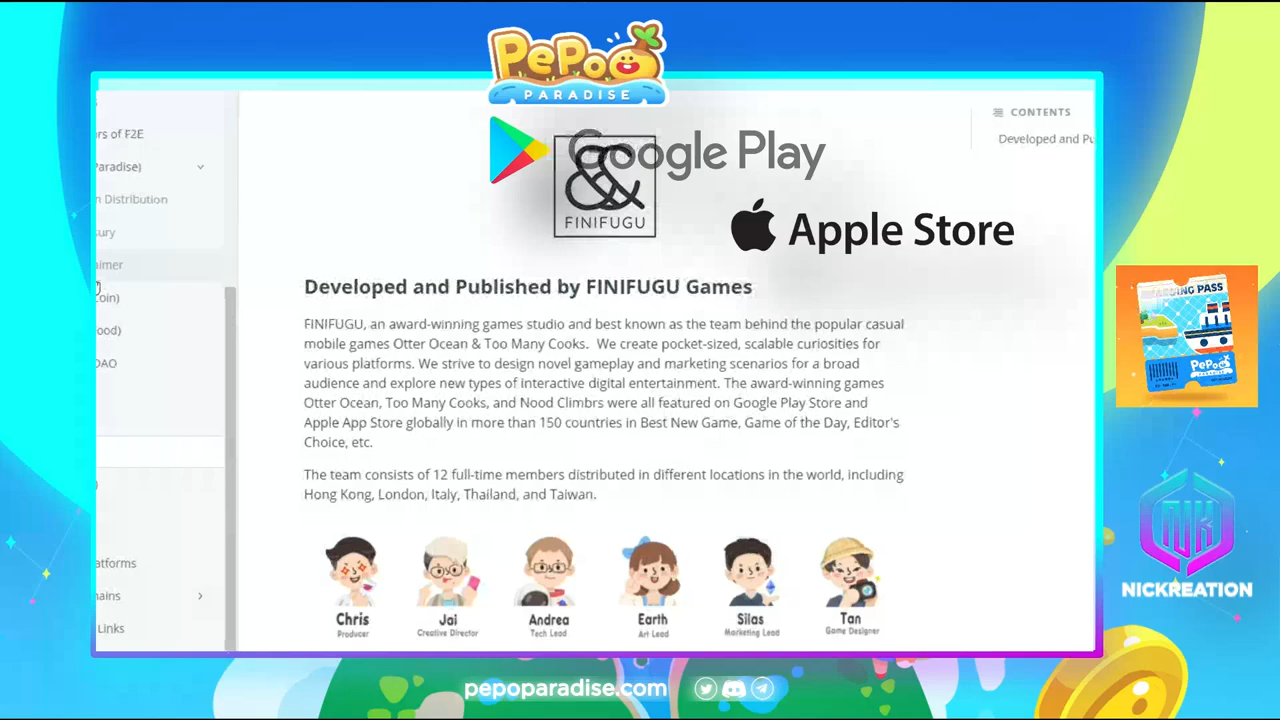 PePoo
PARADISE
rs of F2E
Paradise)
n Distribution
ury
imer
oin)
ood)
DAO
)
atforms
ains
Links
CONTENTS
Developed and Pu
Google Play
&
FINIFUGU
Apple Store
Developed and Published by FINIFUGU Games
FINIFUGU, an award-winning games studio and best known as the team behind the popular casual
mobile games Otter Ocean & Too Many Cooks. We create pocket-sized, scalable curiosities for
various platforms. We strive to design novel gameplay and marketing scenarios for a broad
audience and explore new types of interactive digital entertainment. The award-winning games
Otter Ocean, Too Many Cooks, and Nood Climbrs were all featured on Google Play Store and
Apple App Store globally in more than 150 countries in Best New Game, Game of the Day, Editor's
Choice, etc.
The team consists of 12 full-time members distributed in different locations in the world, including
Hong Kong, London, Italy, Thailand, and Taiwan.
Chris
Producer
Jai
Creative Director
Andrea
Tech Lead
Earth
Art Lead
Silas
Marketing Lead
Tan
Game Designer
PASS
PePoo
NK
NICKREATION
pepoparadise.com